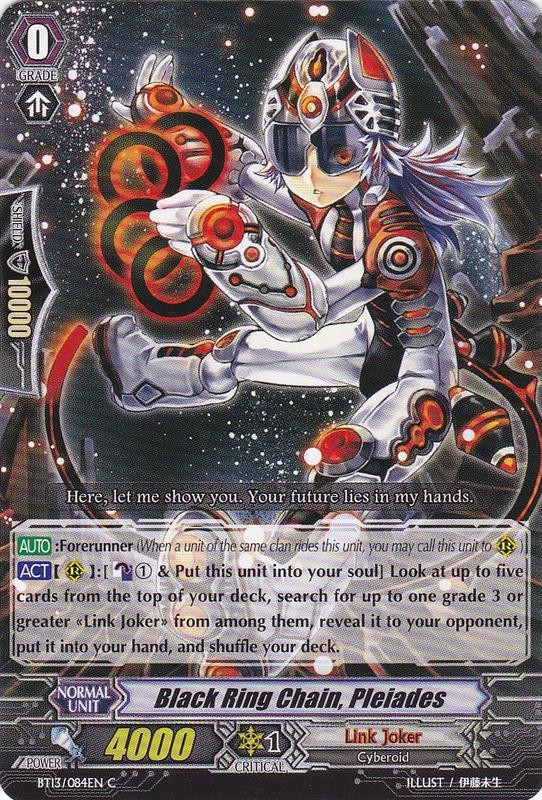 0
GRADE
SHIELD 10000
Here, let me show you. Your future lies in my hands.
AUTO :Forerunner (When a unit of the same clan rides this unit, you may call this unit to R)
ACT [ R ]:[ 1 & Put this unit into your soul] Look at up to five
cards from the top of your deck, search for up to one grade 3 or
greater «Link Joker» from among them, reveal it to your opponent,
put it into your hand, and shuffle your deck.
NORMAL
UNIT
Black Ring Chain, Pleiades
POWER
4000
1
CRITICAL
Link Joker
Cyberoid
BT13/084EN C
ILLUST / 伊藤未生